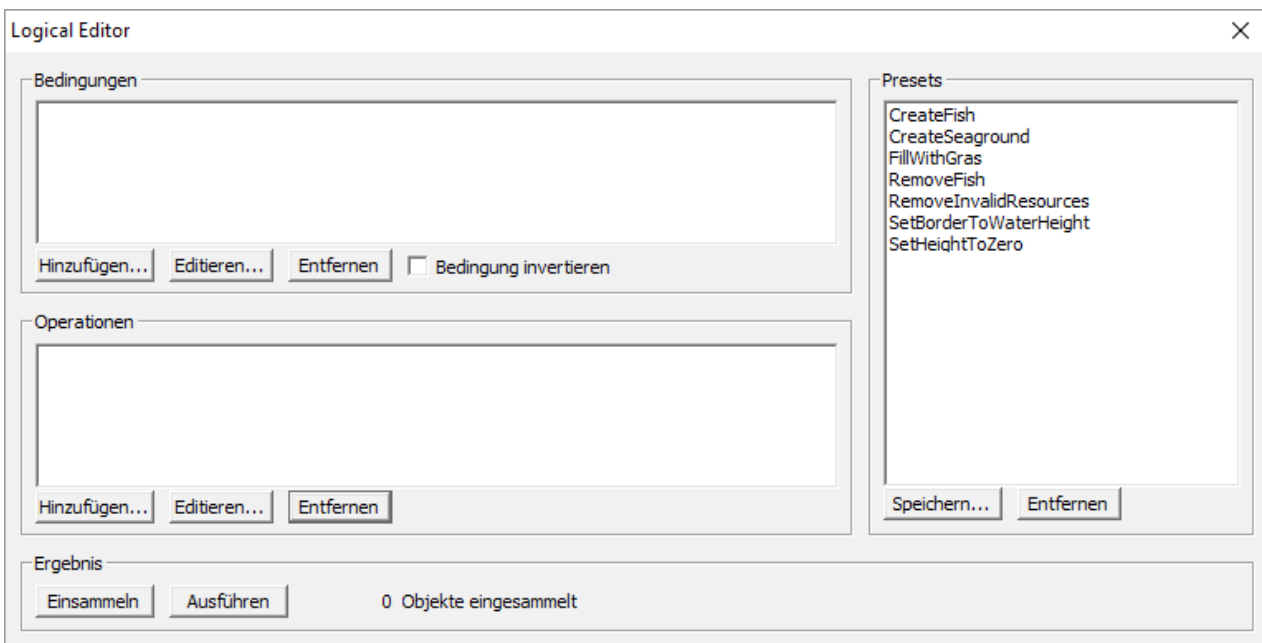 Logical Editor
Bedingungen
Hinzufügen... Editieren... Entfernen Bedingung invertieren
Operationen
Hinzufügen... Editieren... Entfernen
Presets
CreateFish
CreateSeaground
FillWithGras
RemoveFish
RemoveInvalidResources
SetBorderToWaterHeight
SetHeightToZero
Speichern... Entfernen
Ergebnis
Einsammeln Ausführen 0 Objekte eingesammelt